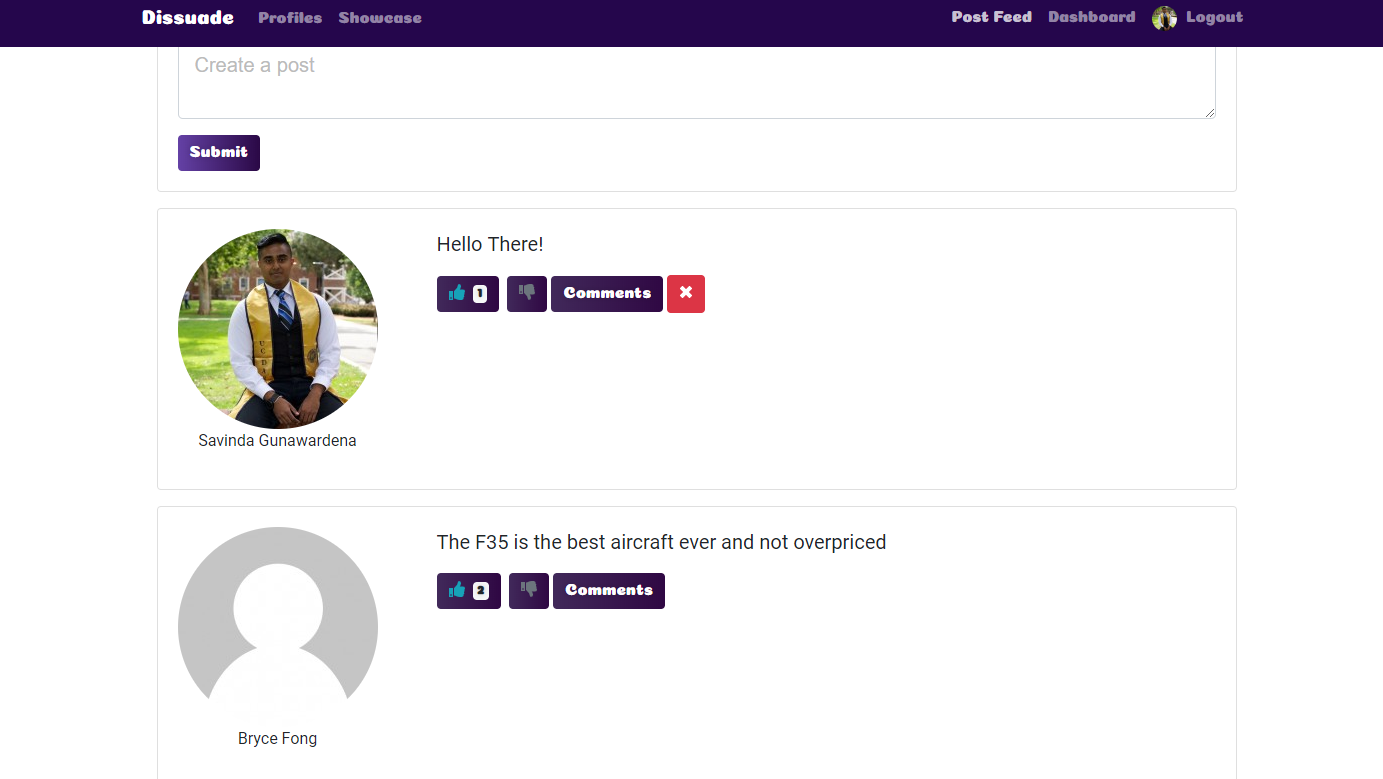 Dissuade Profiles Showcase Post Feed Dashboard Logout
Create a post
Submit
Hello There!
1 Comments
Savinda Gunawardena
The F35 is the best aircraft ever and not overpriced
2 Comments
Bryce Fong